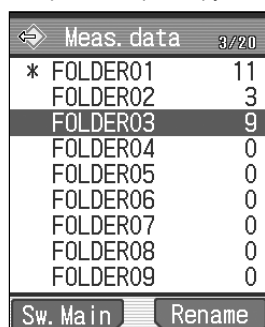 Meas.data 3/20
* FOLDER01 11
FOLDER02 3
FOLDER03 9
FOLDER04 0
FOLDER05 0
FOLDER06 0
FOLDER07 0
FOLDER08 0
FOLDER09 0
Sw.Main Rename